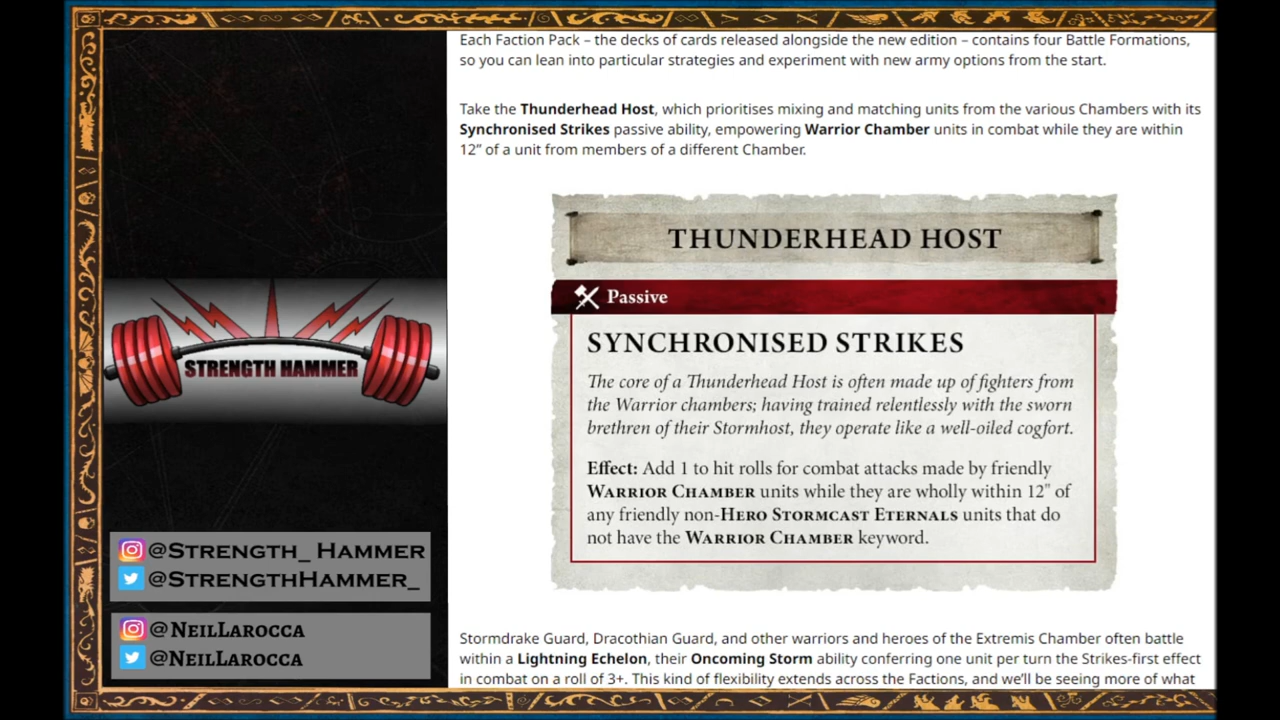 Each Faction Pack – the decks of cards released alongside the new edition – contains four Battle Formations,
so you can lean into particular strategies and experiment with new army options from the start.
Take the Thunderhead Host, which prioritises mixing and matching units from the various Chambers with its
Synchronised Strikes passive ability, empowering Warrior Chamber units in combat while they are within
12” of a unit from members of a different Chamber.
THUNDERHEAD HOST
Passive
SYNCHRONISED STRIKES
The core of a Thunderhead Host is often made up of fighters from
the Warrior chambers; having trained relentlessly with the sworn
brethren of their Stormhost, they operate like a well-oiled cogfort.
Effect: Add 1 to hit rolls for combat attacks made by friendly
WARRIOR CHAMBER units while they are wholly within 12" of
any friendly non-HERO STORMCAST ETERNALS units that do
not have the WARRIOR CHAMBER keyword.
Stormdrake Guard, Dracothian Guard, and other warriors and heroes of the Extremis Chamber often battle
within a Lightning Echelon, their Oncoming Storm ability conferring one unit per turn the Strikes-first effect
in combat on a roll of 3+. This kind of flexibility extends across the Factions, and we’ll be seeing more of what
STRENGTH HAMMER
@STRENGTH_HAMMER
@STRENGTHHAMMER_
@NEILLAROCCA
@NEILLAROCCA